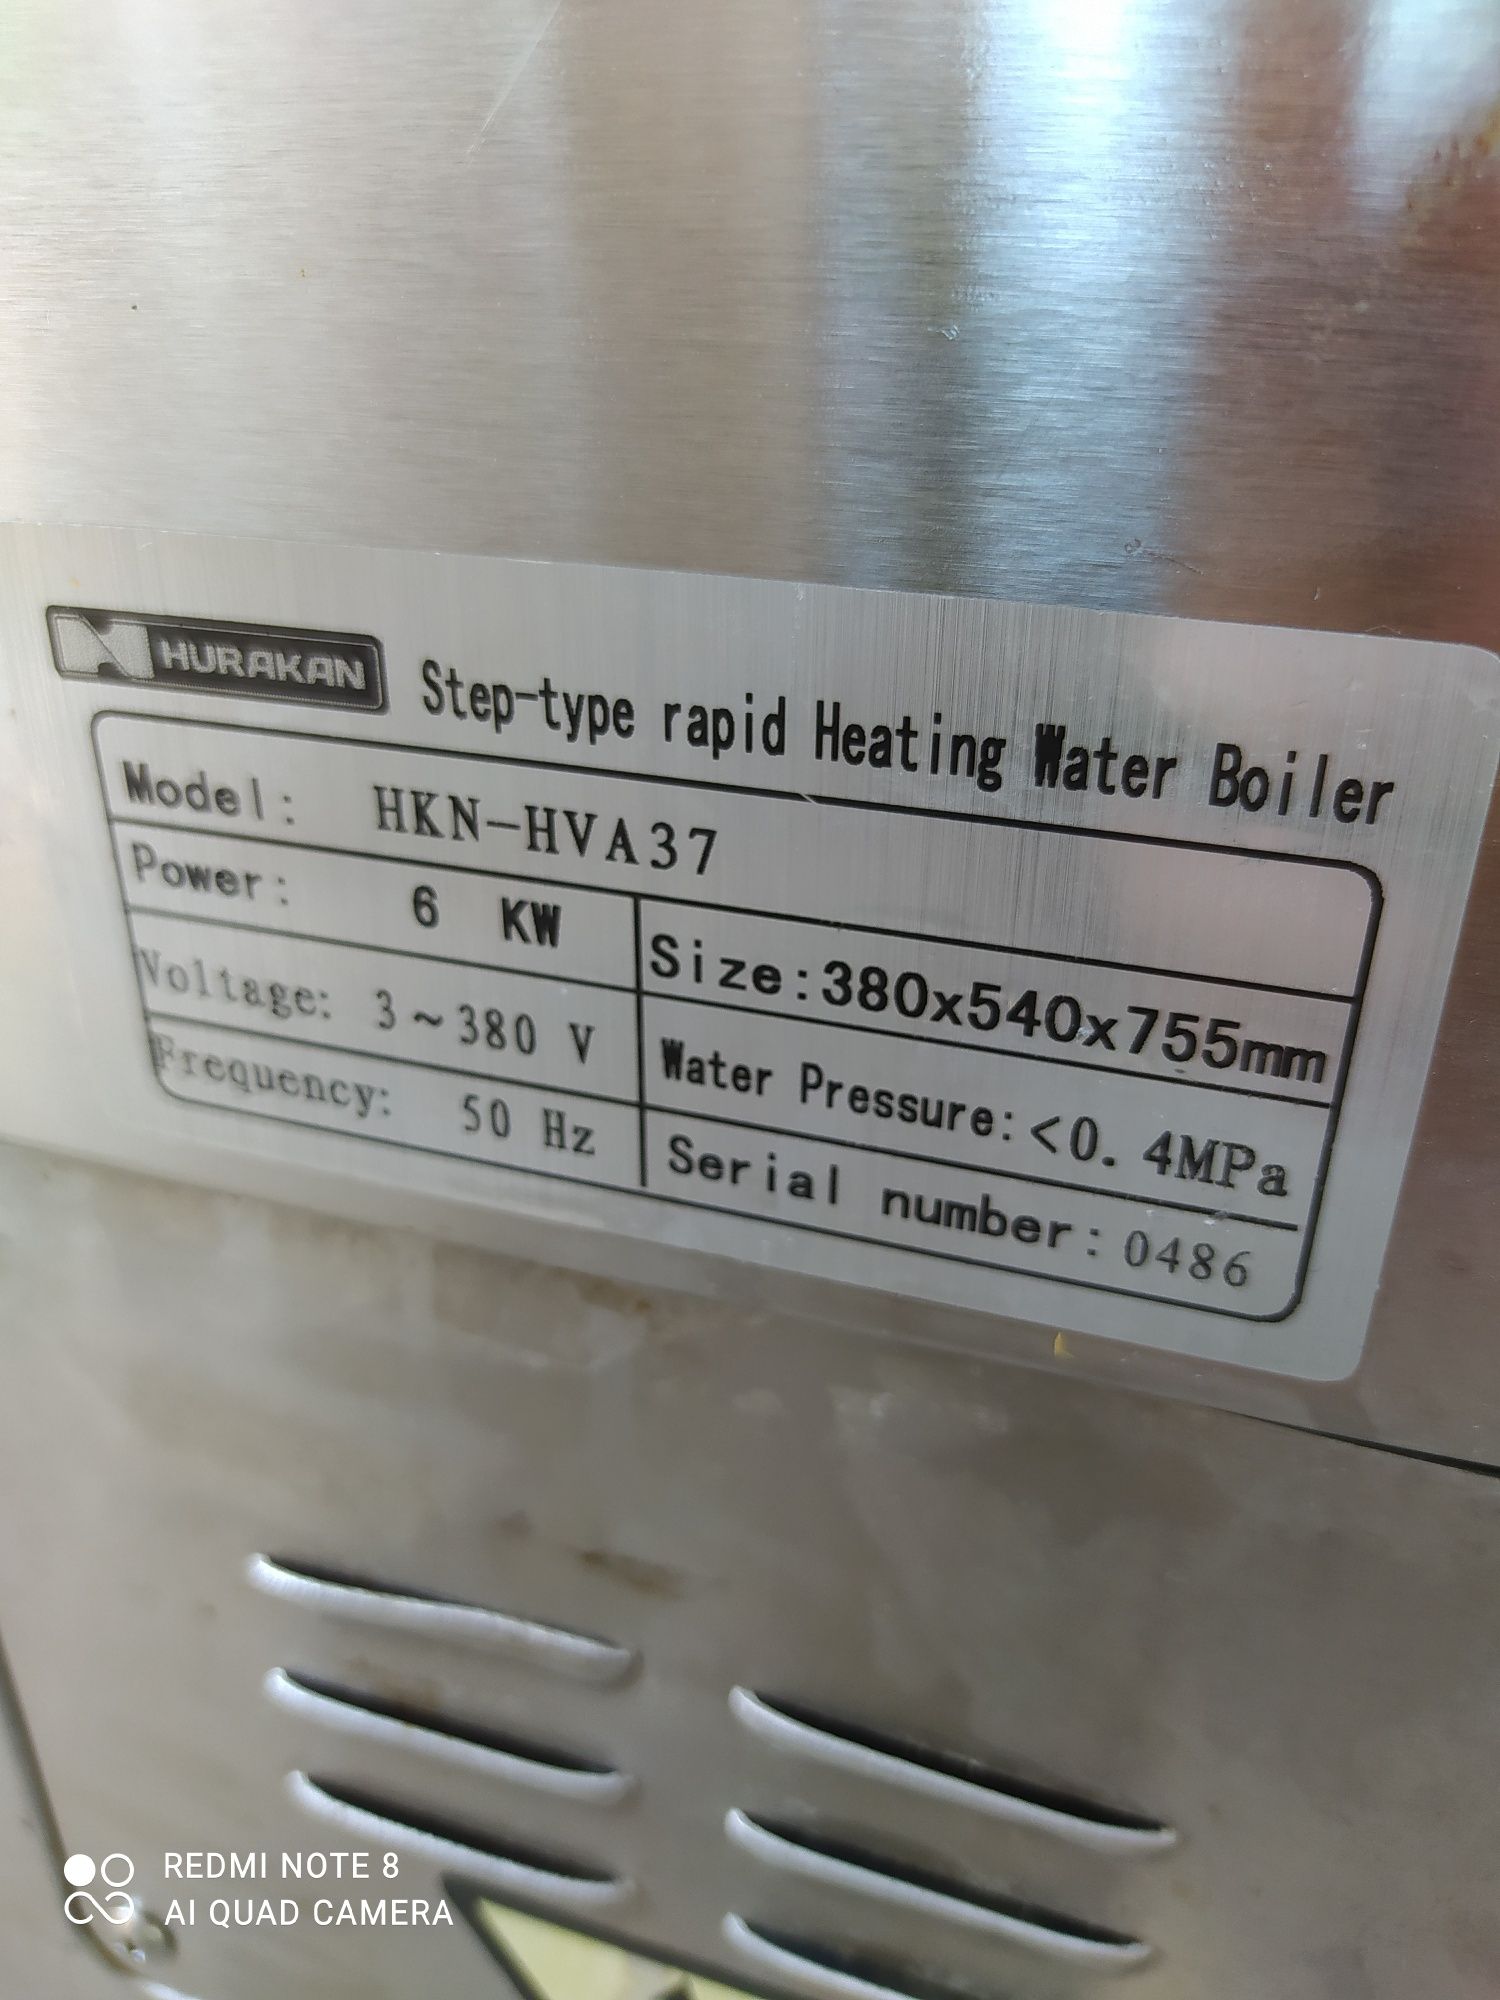 HURAKAN
Step-type rapid Heating Water Boiler
Model: HKN-HVA37
Power: 6 KW
Size:380x540x755mm
Voltage: 3~380 V
Water Pressure:<0.4MPa
Frequency: 50 Hz
Serial number:0486
REDMI NOTE 8
AI QUAD CAMERA